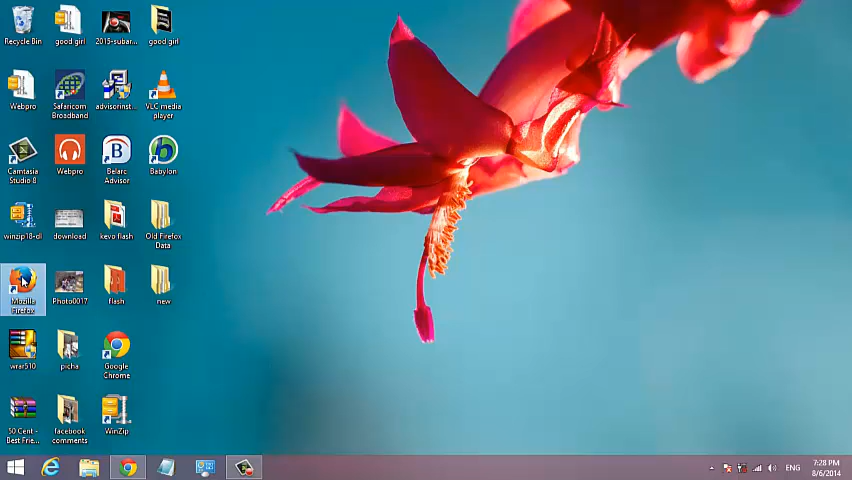 Recycle Bin
good girl
2015-subar...
good girl
Webpro
Safaricom
Broadband
advisorinst...
VLC media
player
Camtasia
Studio 8
Webpro
Belarc
Advisor
Babylon
winzip18-dl
download
kevo flash
Old Firefox
Data
Mozilla
Firefox
Photo0017
flash
new
wrar510
picha
Google
Chrome
50 Cent -
Best Frie...
facebook
comments
WinZip
ENG
7:28 PM
8/6/2014